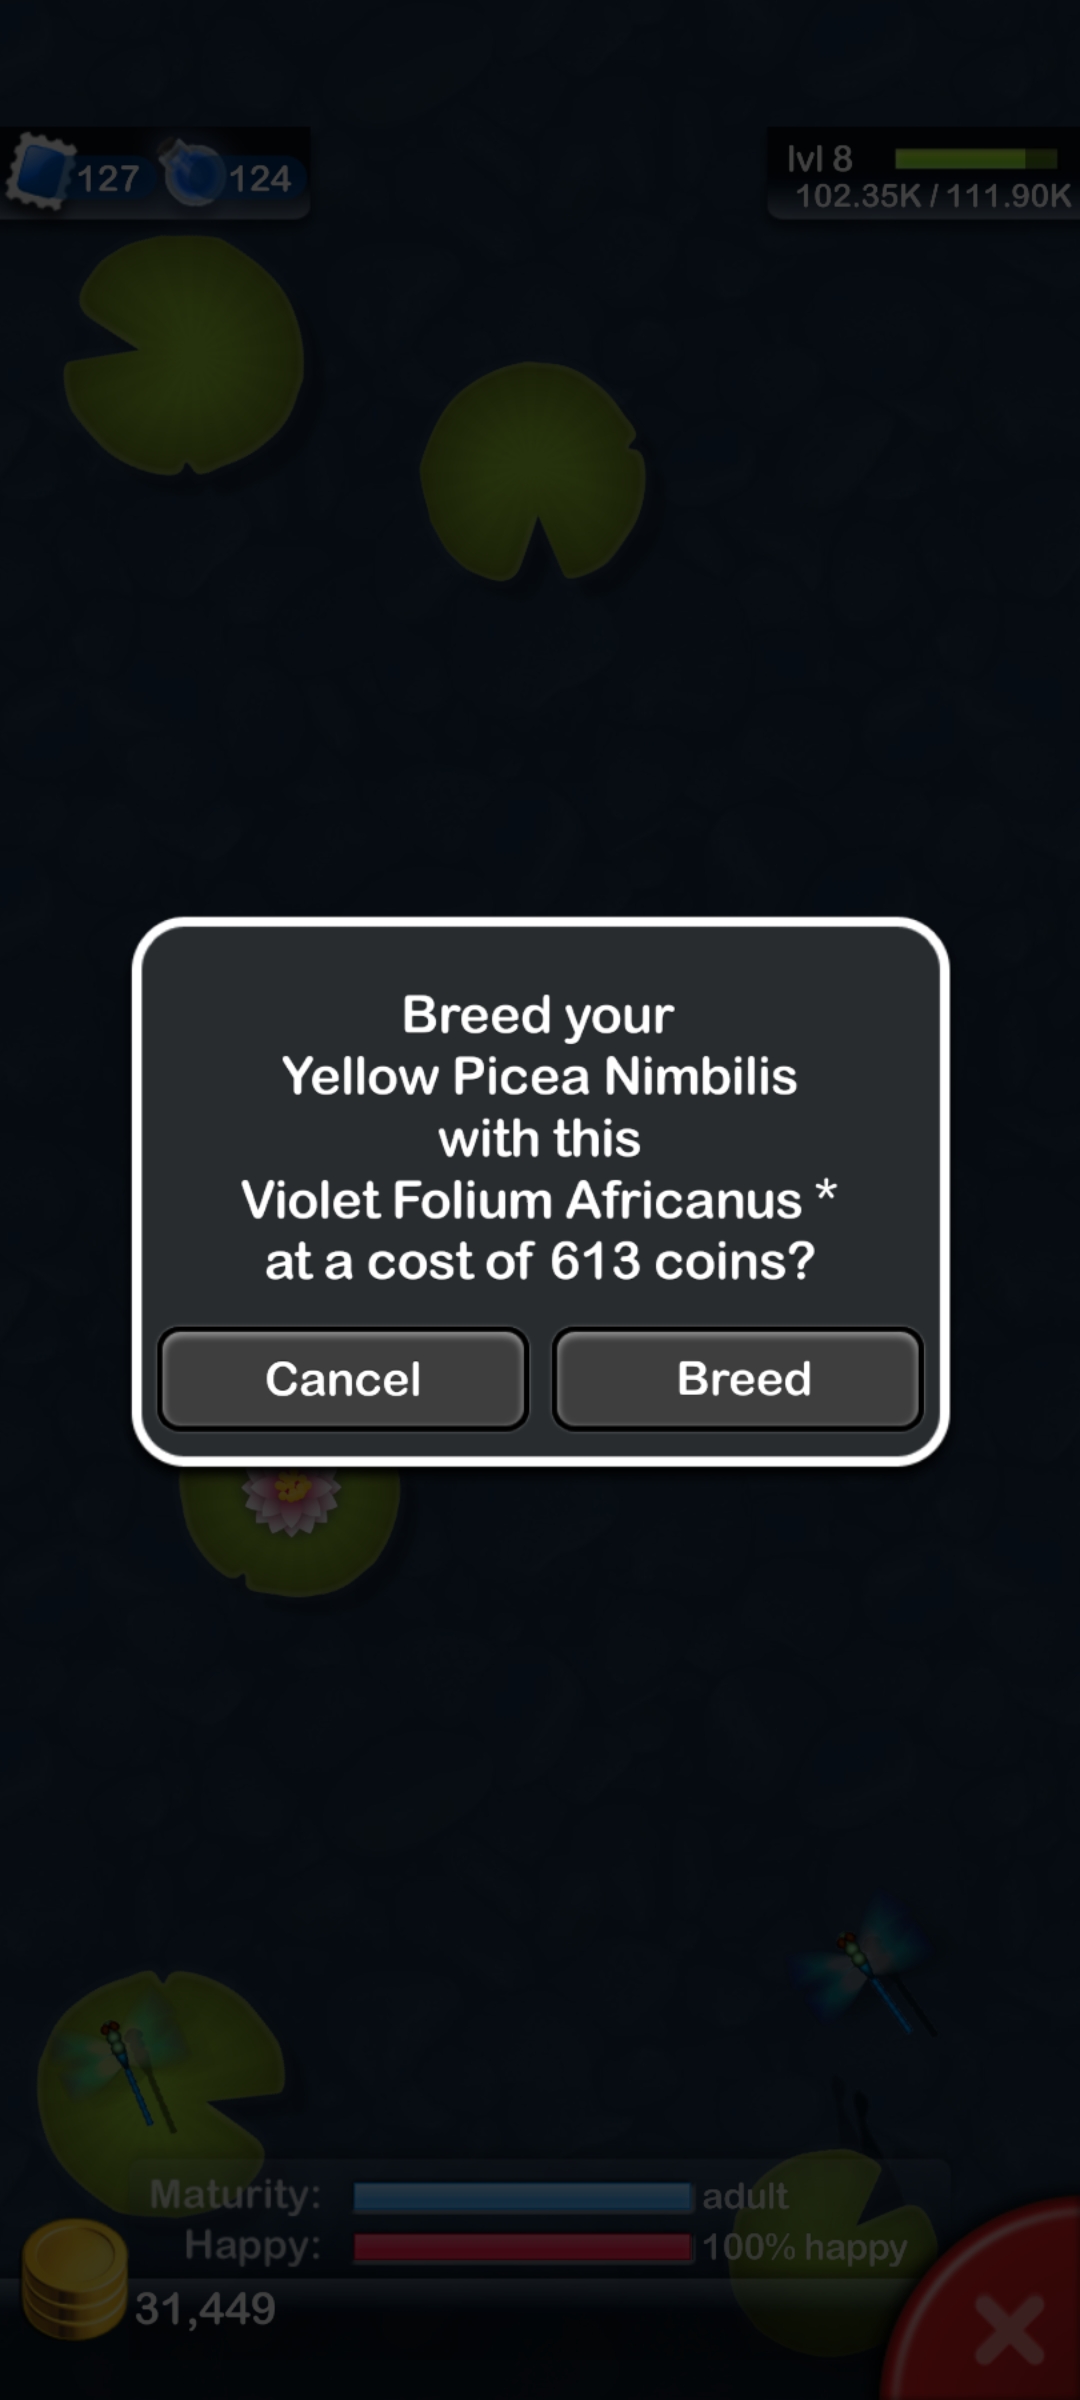 127
124
lvl 8
102.35K / 111.90K
Breed your
Yellow Picea Nimbilis
with this
Violet Folium Africanus *
at a cost of 613 coins?
Cancel
Breed
Maturity:
adult
Happy:
100% happy
31,449